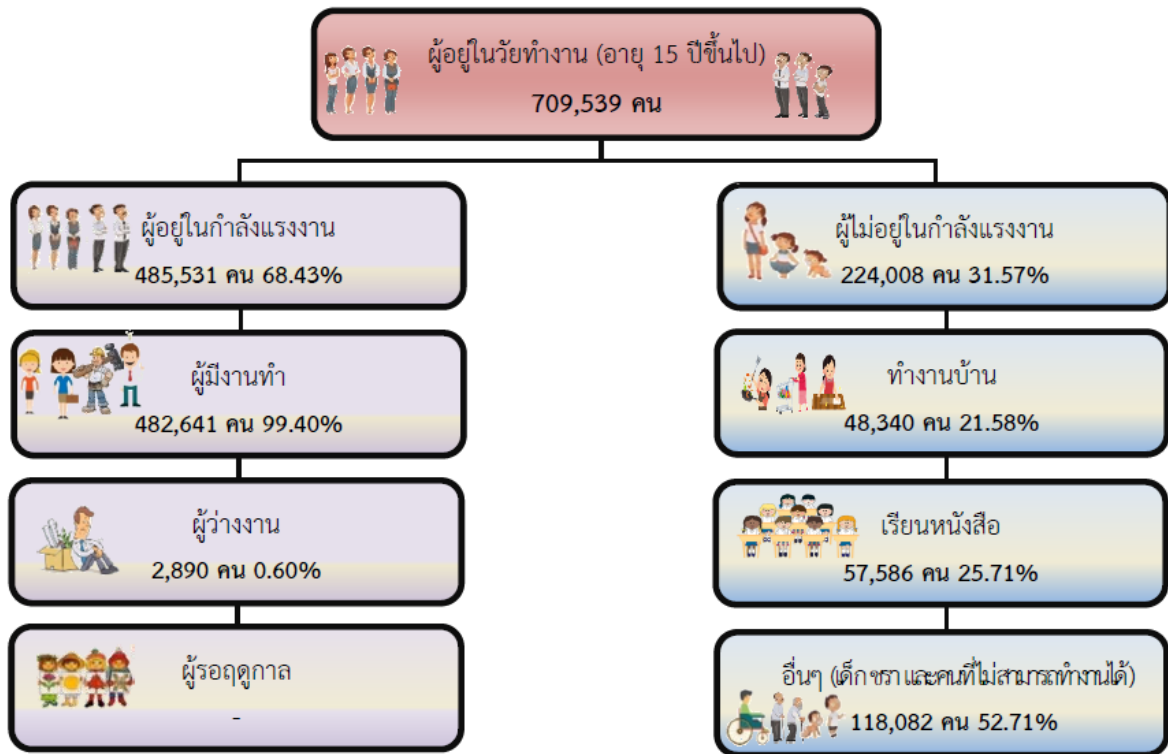 ผู้อยู่ในวัยทำงาน (อายุ 15 ปีขึ้นไป)
709,539 คน
ผู้อยู่ในกำลังแรงงาน
485,531 คน 68.43%
ผู้มีงานทำ
482,641 คน 99.40%
ผู้ว่างงาน
2,890 คน 0.60%
ผู้รอฤดูกาล
-
ผู้ไม่อยู่ในกำลังแรงงาน
224,008 คน 31.57%
ทำงานบ้าน
48,340 คน 21.58%
เรียนหนังสือ
57,586 คน 25.71%
อื่นๆ (เด็ก ชรา และคนที่ไม่สามารถทำงานได้)
118,082 คน 52.71%